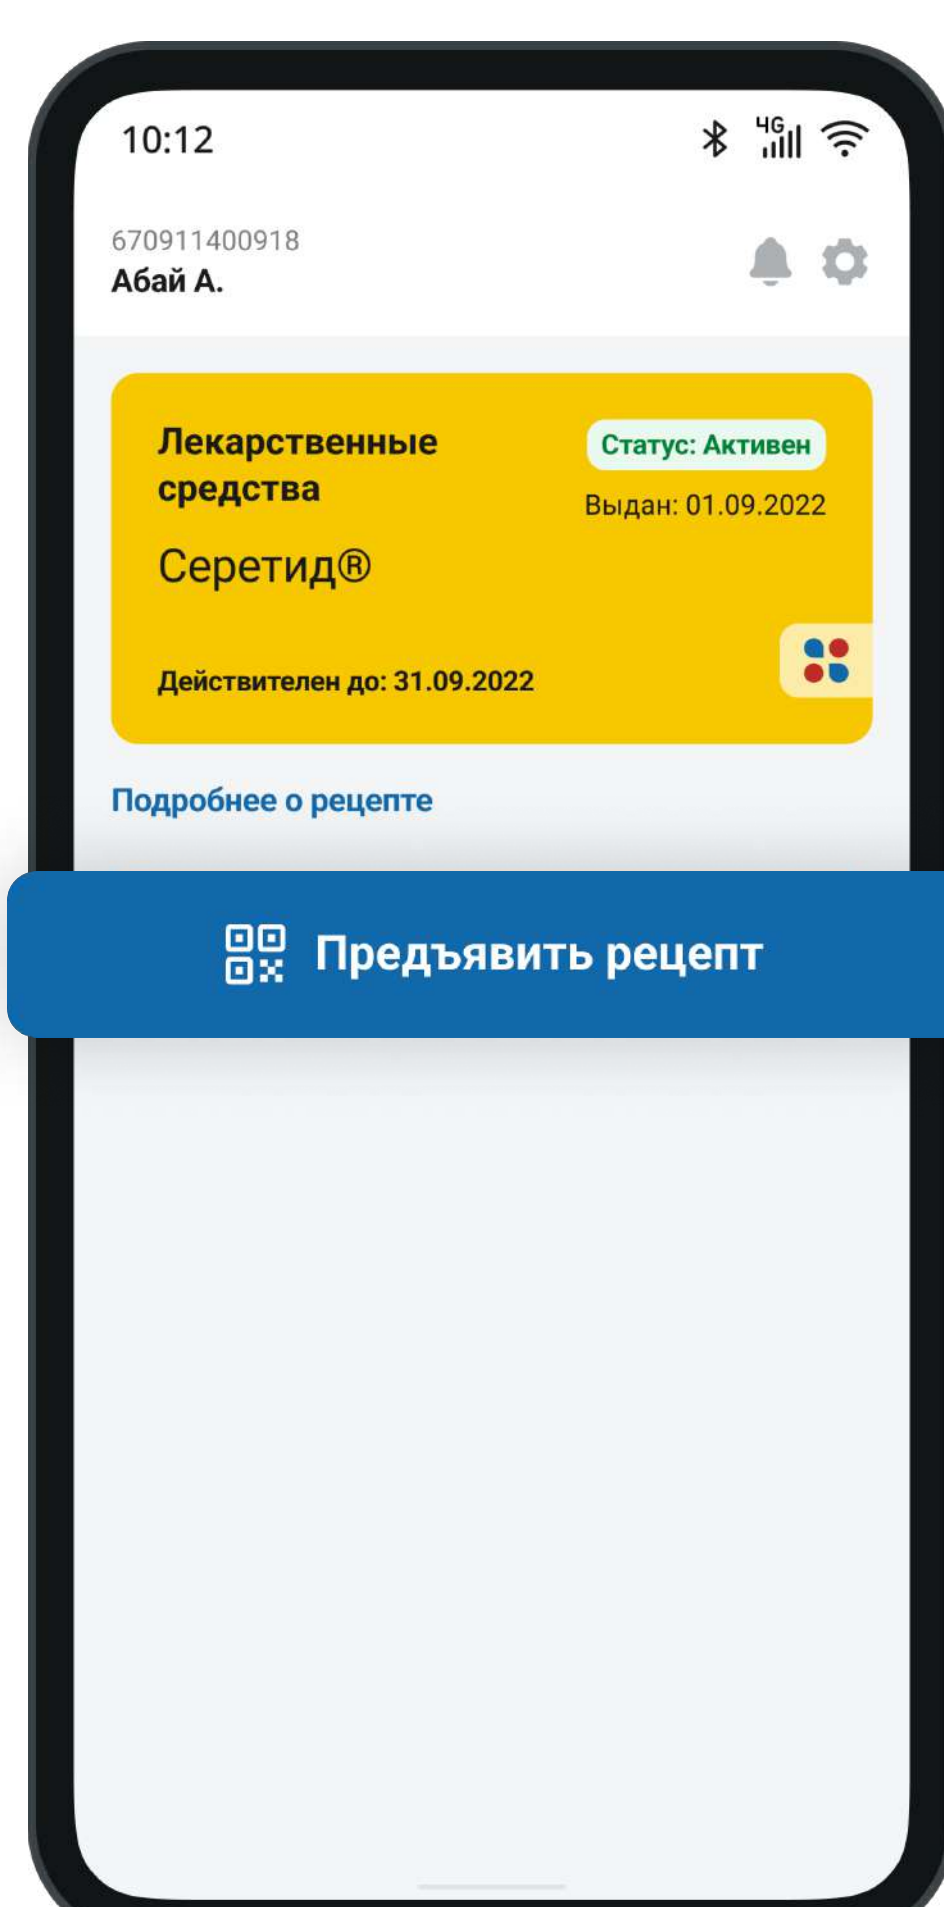 10:12
4G
670911400918
Абай А.
Лекарственные
средства
Статус: Активен
Выдан: 01.09.2022
Серетид®
Действителен до: 31.09.2022
Подробнее о рецепте
Предъявить рецепт